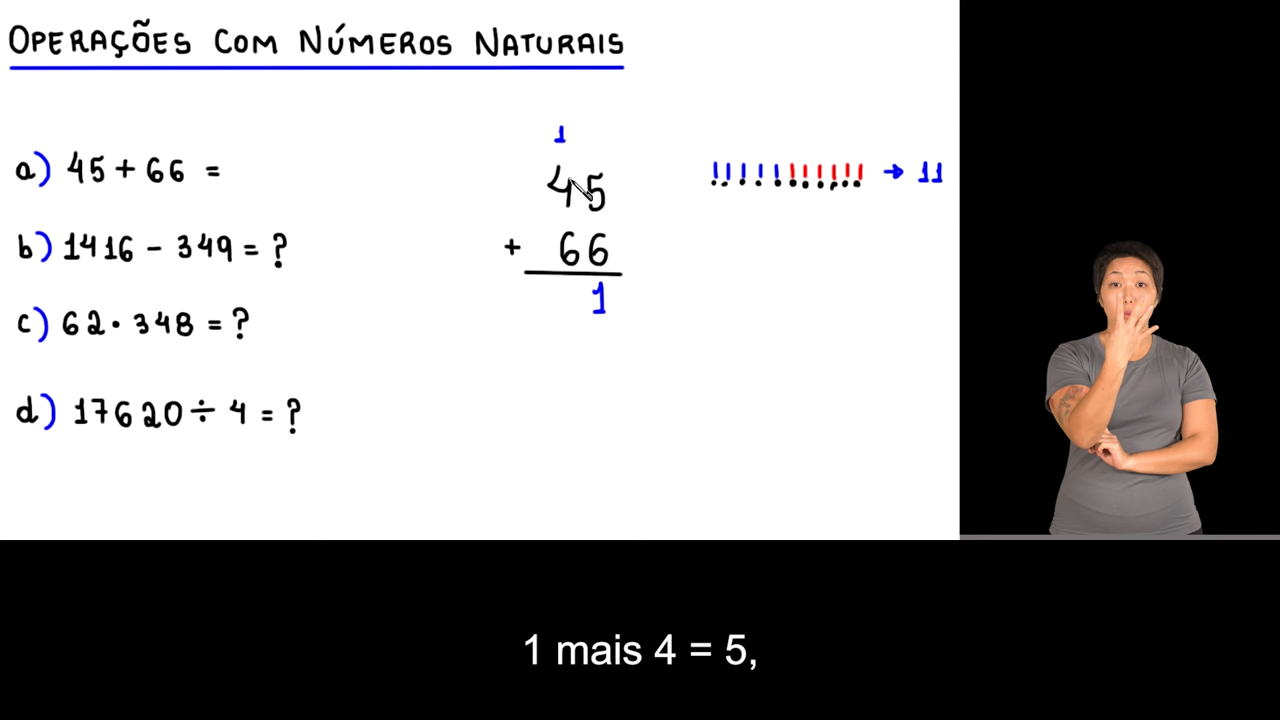 OPERAÇÕES COM NÚMEROS NATURAIS
a) 45 + 66 =
b) 1416 - 349 = ?
c) 62 · 348 = ?
d) 17620 ÷ 4 = ?
1
45
+ 66
1
!!!!!!!!!!! → 11
1 mais 4 = 5,